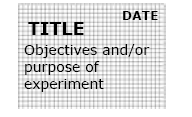 DATE
TITLE
Objectives and/or
purpose of
experiment